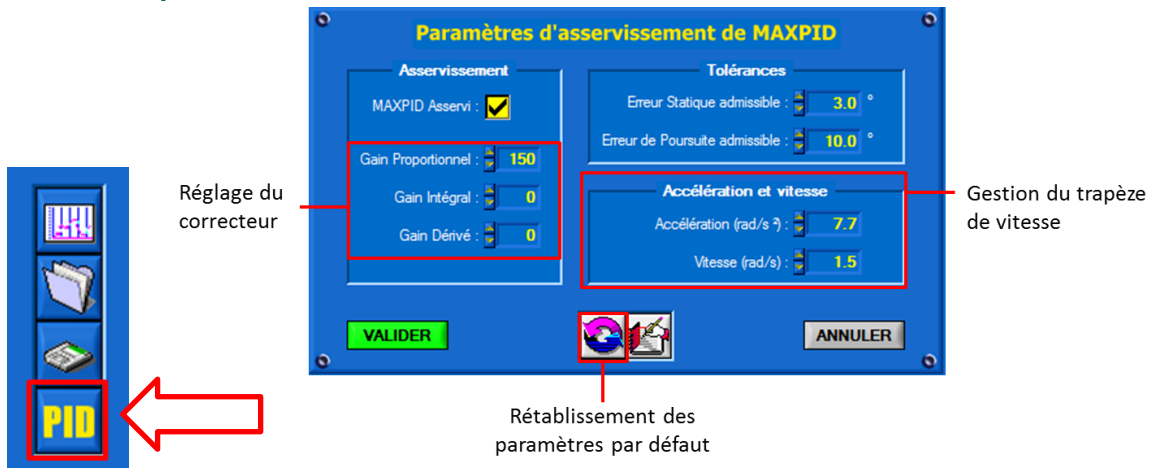 Paramètres d'asservissement de MAXPID
Asservissement
MAXPID Asservi :
Gain Proportionnel : 150
Gain Intégral : 0
Gain Dérivé : 0
Tolérances
Erreur Statique admissible : 3.0 °
Erreur de Poursuite admissible : 10.0 °
Accélération et vitesse
Accélération (rad/s ²) : 7.7
Vitesse (rad/s) : 1.5
VALIDER
ANNULER
Réglage du
correcteur
Gestion du trapèze
de vitesse
PID
Rétablissement des
paramètres par défaut